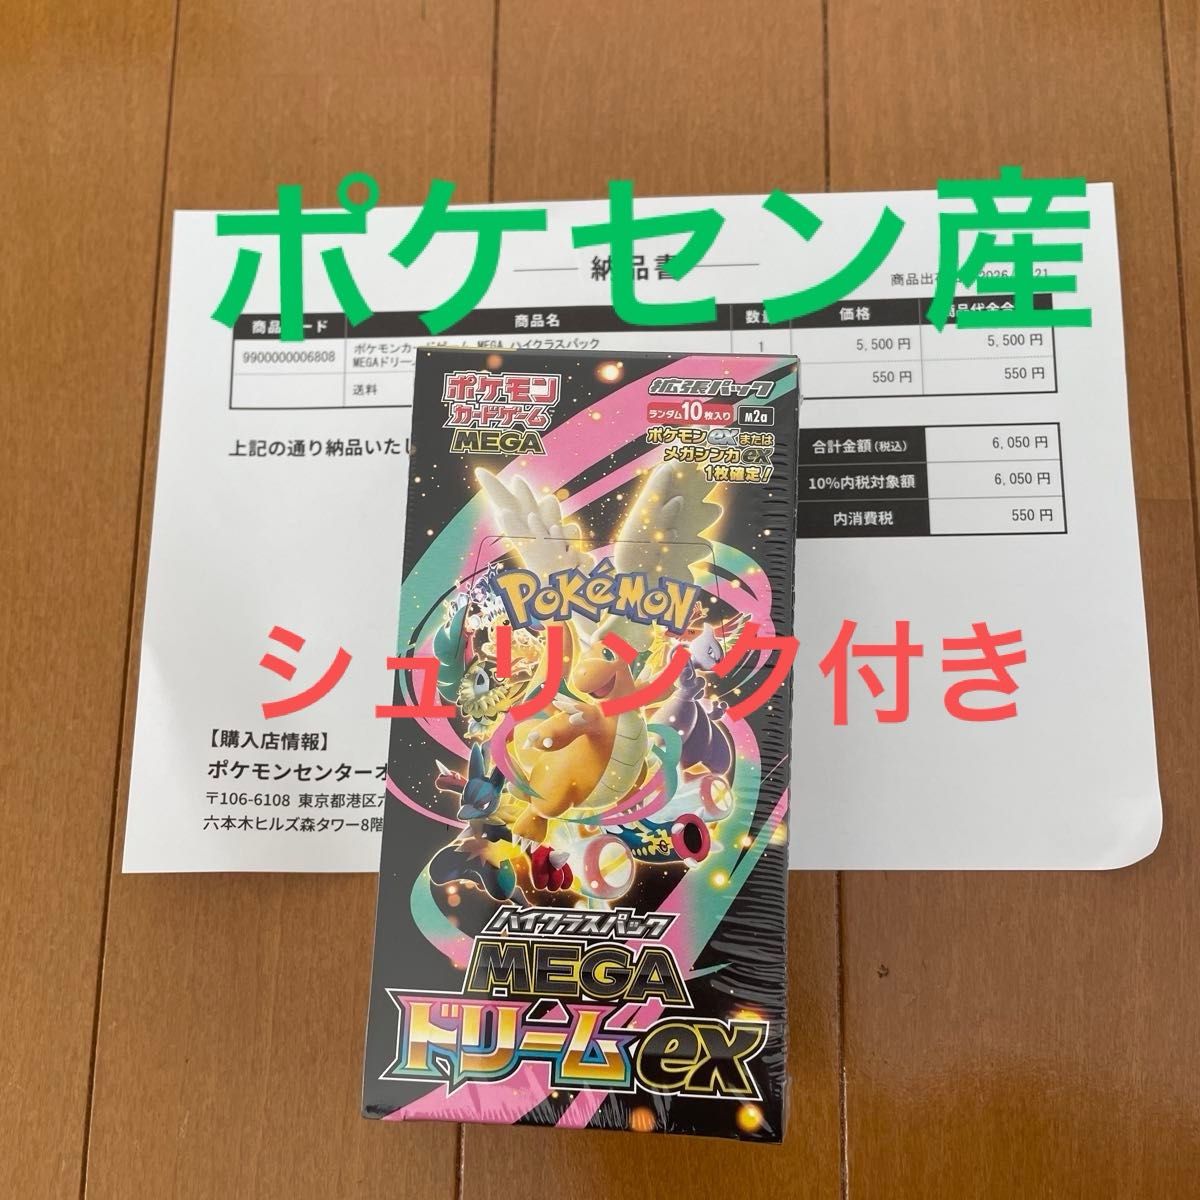 ポケセン産
納品書
商品出
21
商品
ード
商品名
数量
価格
商品代金合
9900000006808
ポケモンカードゲーム MEGA ハイクラスパック
MEGAドリー
1
5,500 円
5,500 円
送料
550 円
550 円
上記の通り納品いたし
合計金額(税込)
6,050 円
10%内税対象額
6,050 円
内消費税
550 円
ポケモン
カードゲーム
MEGA
拡張パック
ランダム10枚入り
M2a
ポケモンexまたは
メガシンカex
1枚確定!
POKéMON
TM
シュリンク付き
【購入店情報】
ポケモンセンターオ
〒106-6108 東京都港区六
六本木ヒルズ森タワー8階
ハイクラスパック
MEGA
ドリームex